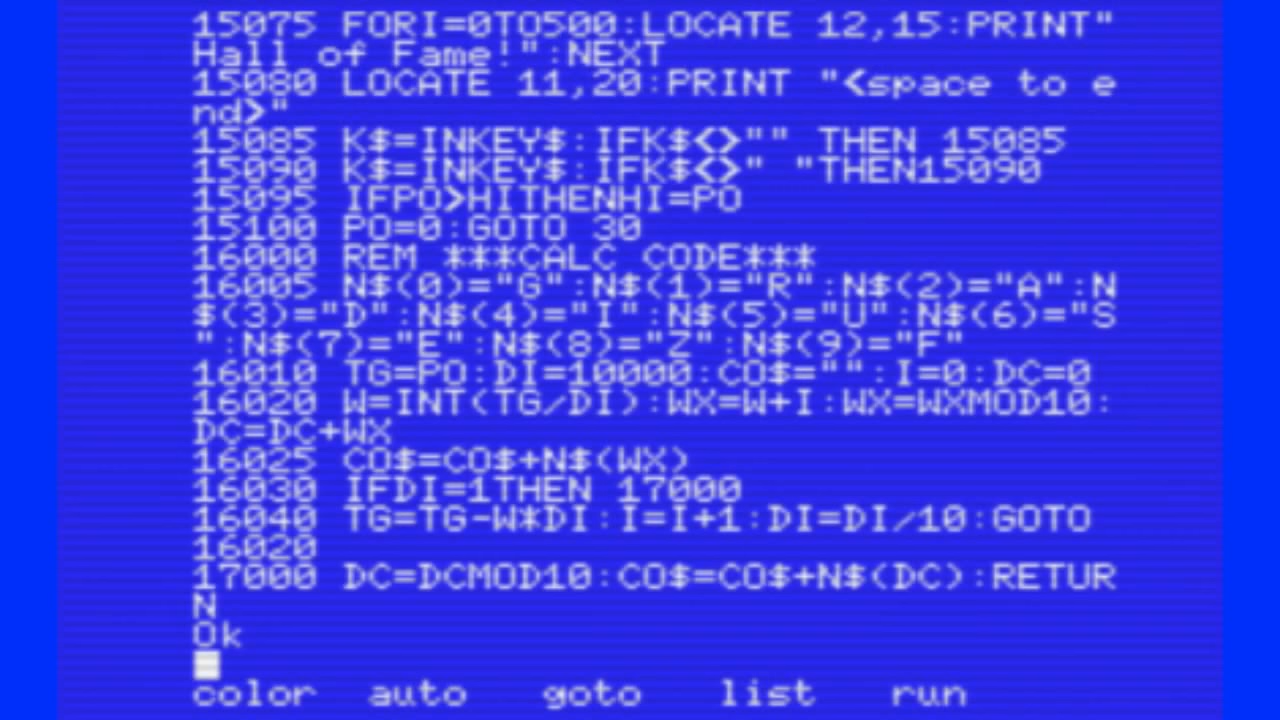 15075 FORI=0TO500:LOCATE 12,15:PRINT"
Hall of Fame!":NEXT
15080 LOCATE 11,20:PRINT "<space to e
nd>"
15085 K$=INKEY$:IFK$<>"" THEN 15085
15090 K$=INKEY$:IFK$<>" "THEN15090
15095 IFPO>HITHENHI=PO
15100 PO=0:GOTO 30
16000 REM ***CALC CODE***
16005 N$(0)="G":N$(1)="R":N$(2)="A":N
$(3)="D":N$(4)="I":N$(5)="U":N$(6)="S
":N$(7)="E":N$(8)="Z":N$(9)="F"
16010 TG=PO:DI=10000:CO$="":I=0:DC=0
16020 W=INT(TG/DI):WX=W+I:WX=WXMOD10:
DC=DC+WX
16025 CO$=CO$+N$(WX)
16030 IFDI=1THEN 17000
16040 TG=TG-W*DI:I=I+1:DI=DI/10:GOTO
16020
17000 DC=DCMOD10:CO$=CO$+N$(DC):RETUR
N
Ok
color auto goto list run